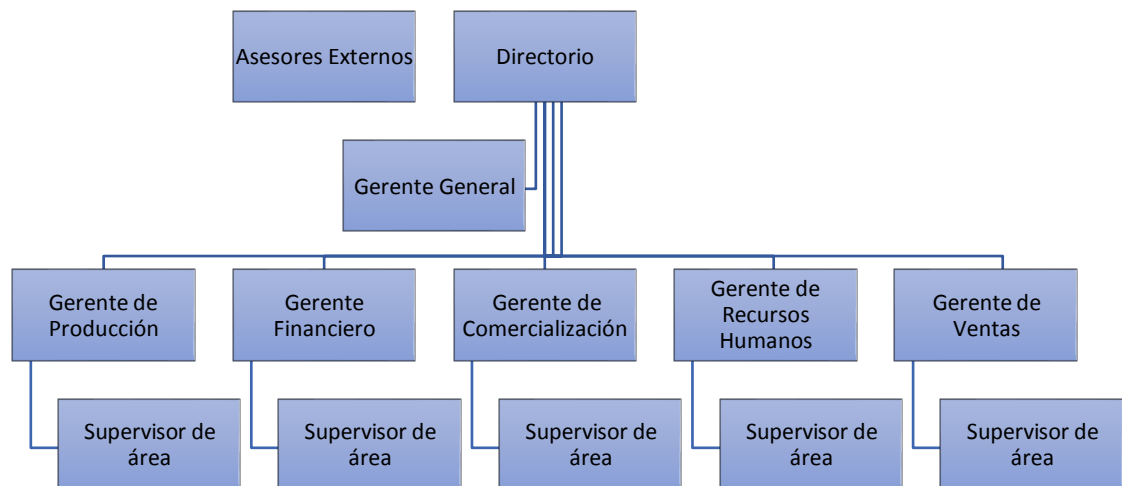 Asesores Externos
Directorio
Gerente General
Gerente de
Producción
Gerente
Financiero
Gerente de
Comercialización
Gerente de
Recursos
Humanos
Gerente de
Ventas
Supervisor de
área
Supervisor de
área
Supervisor de
área
Supervisor de
área
Supervisor de
área